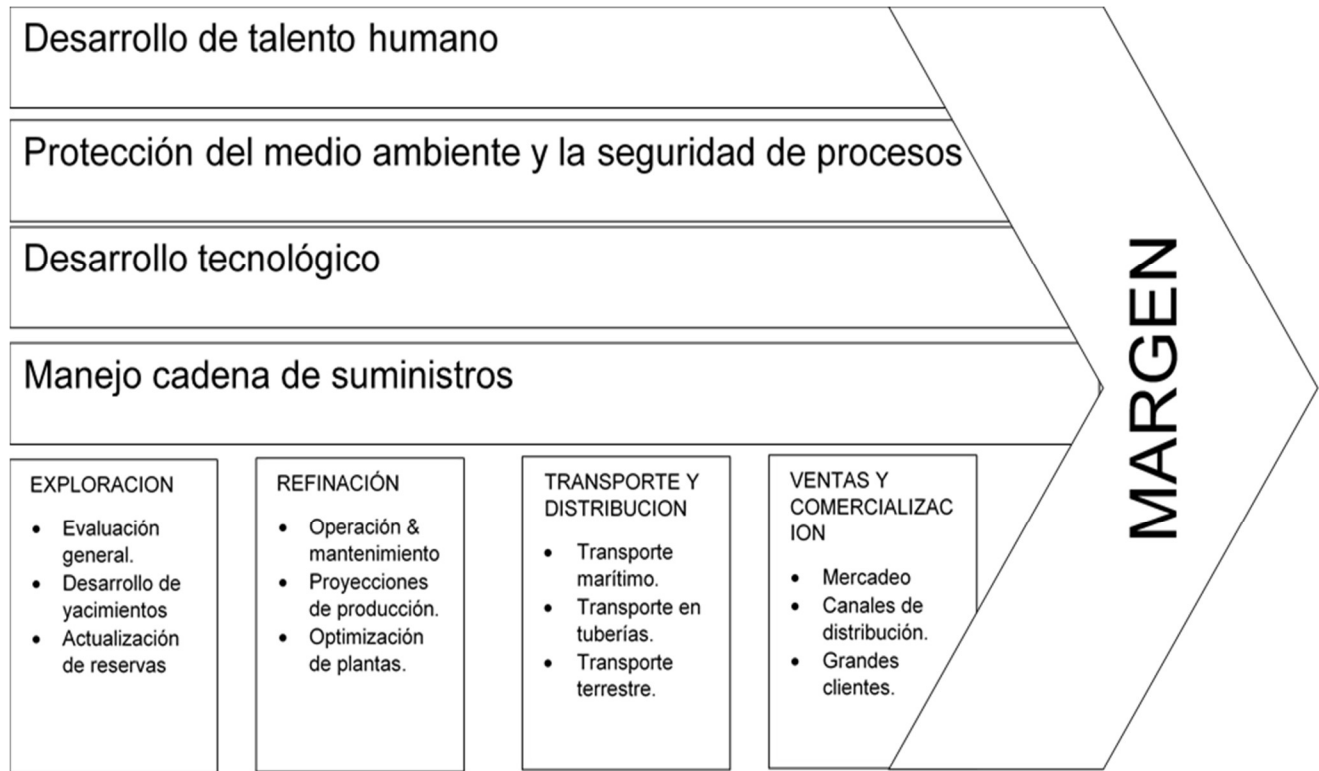 Desarrollo de talento humano
Protección del medio ambiente y la seguridad de procesos
Desarrollo tecnológico
Manejo cadena de suministros
EXPLORACION
• Evaluación
general.
• Desarrollo de
yacimientos
• Actualización
de reservas
REFINACIÓN
• Operación &
mantenimiento
• Proyecciones
de producción.
• Optimización
de plantas.
TRANSPORTE Y
DISTRIBUCION
• Transporte
marítimo.
• Transporte en
tuberías.
• Transporte
terrestre.
VENTAS Y
COMERCIALIZAC
ION
• Mercadeo
• Canales de
distribución.
• Grandes
clientes.
MARGEN